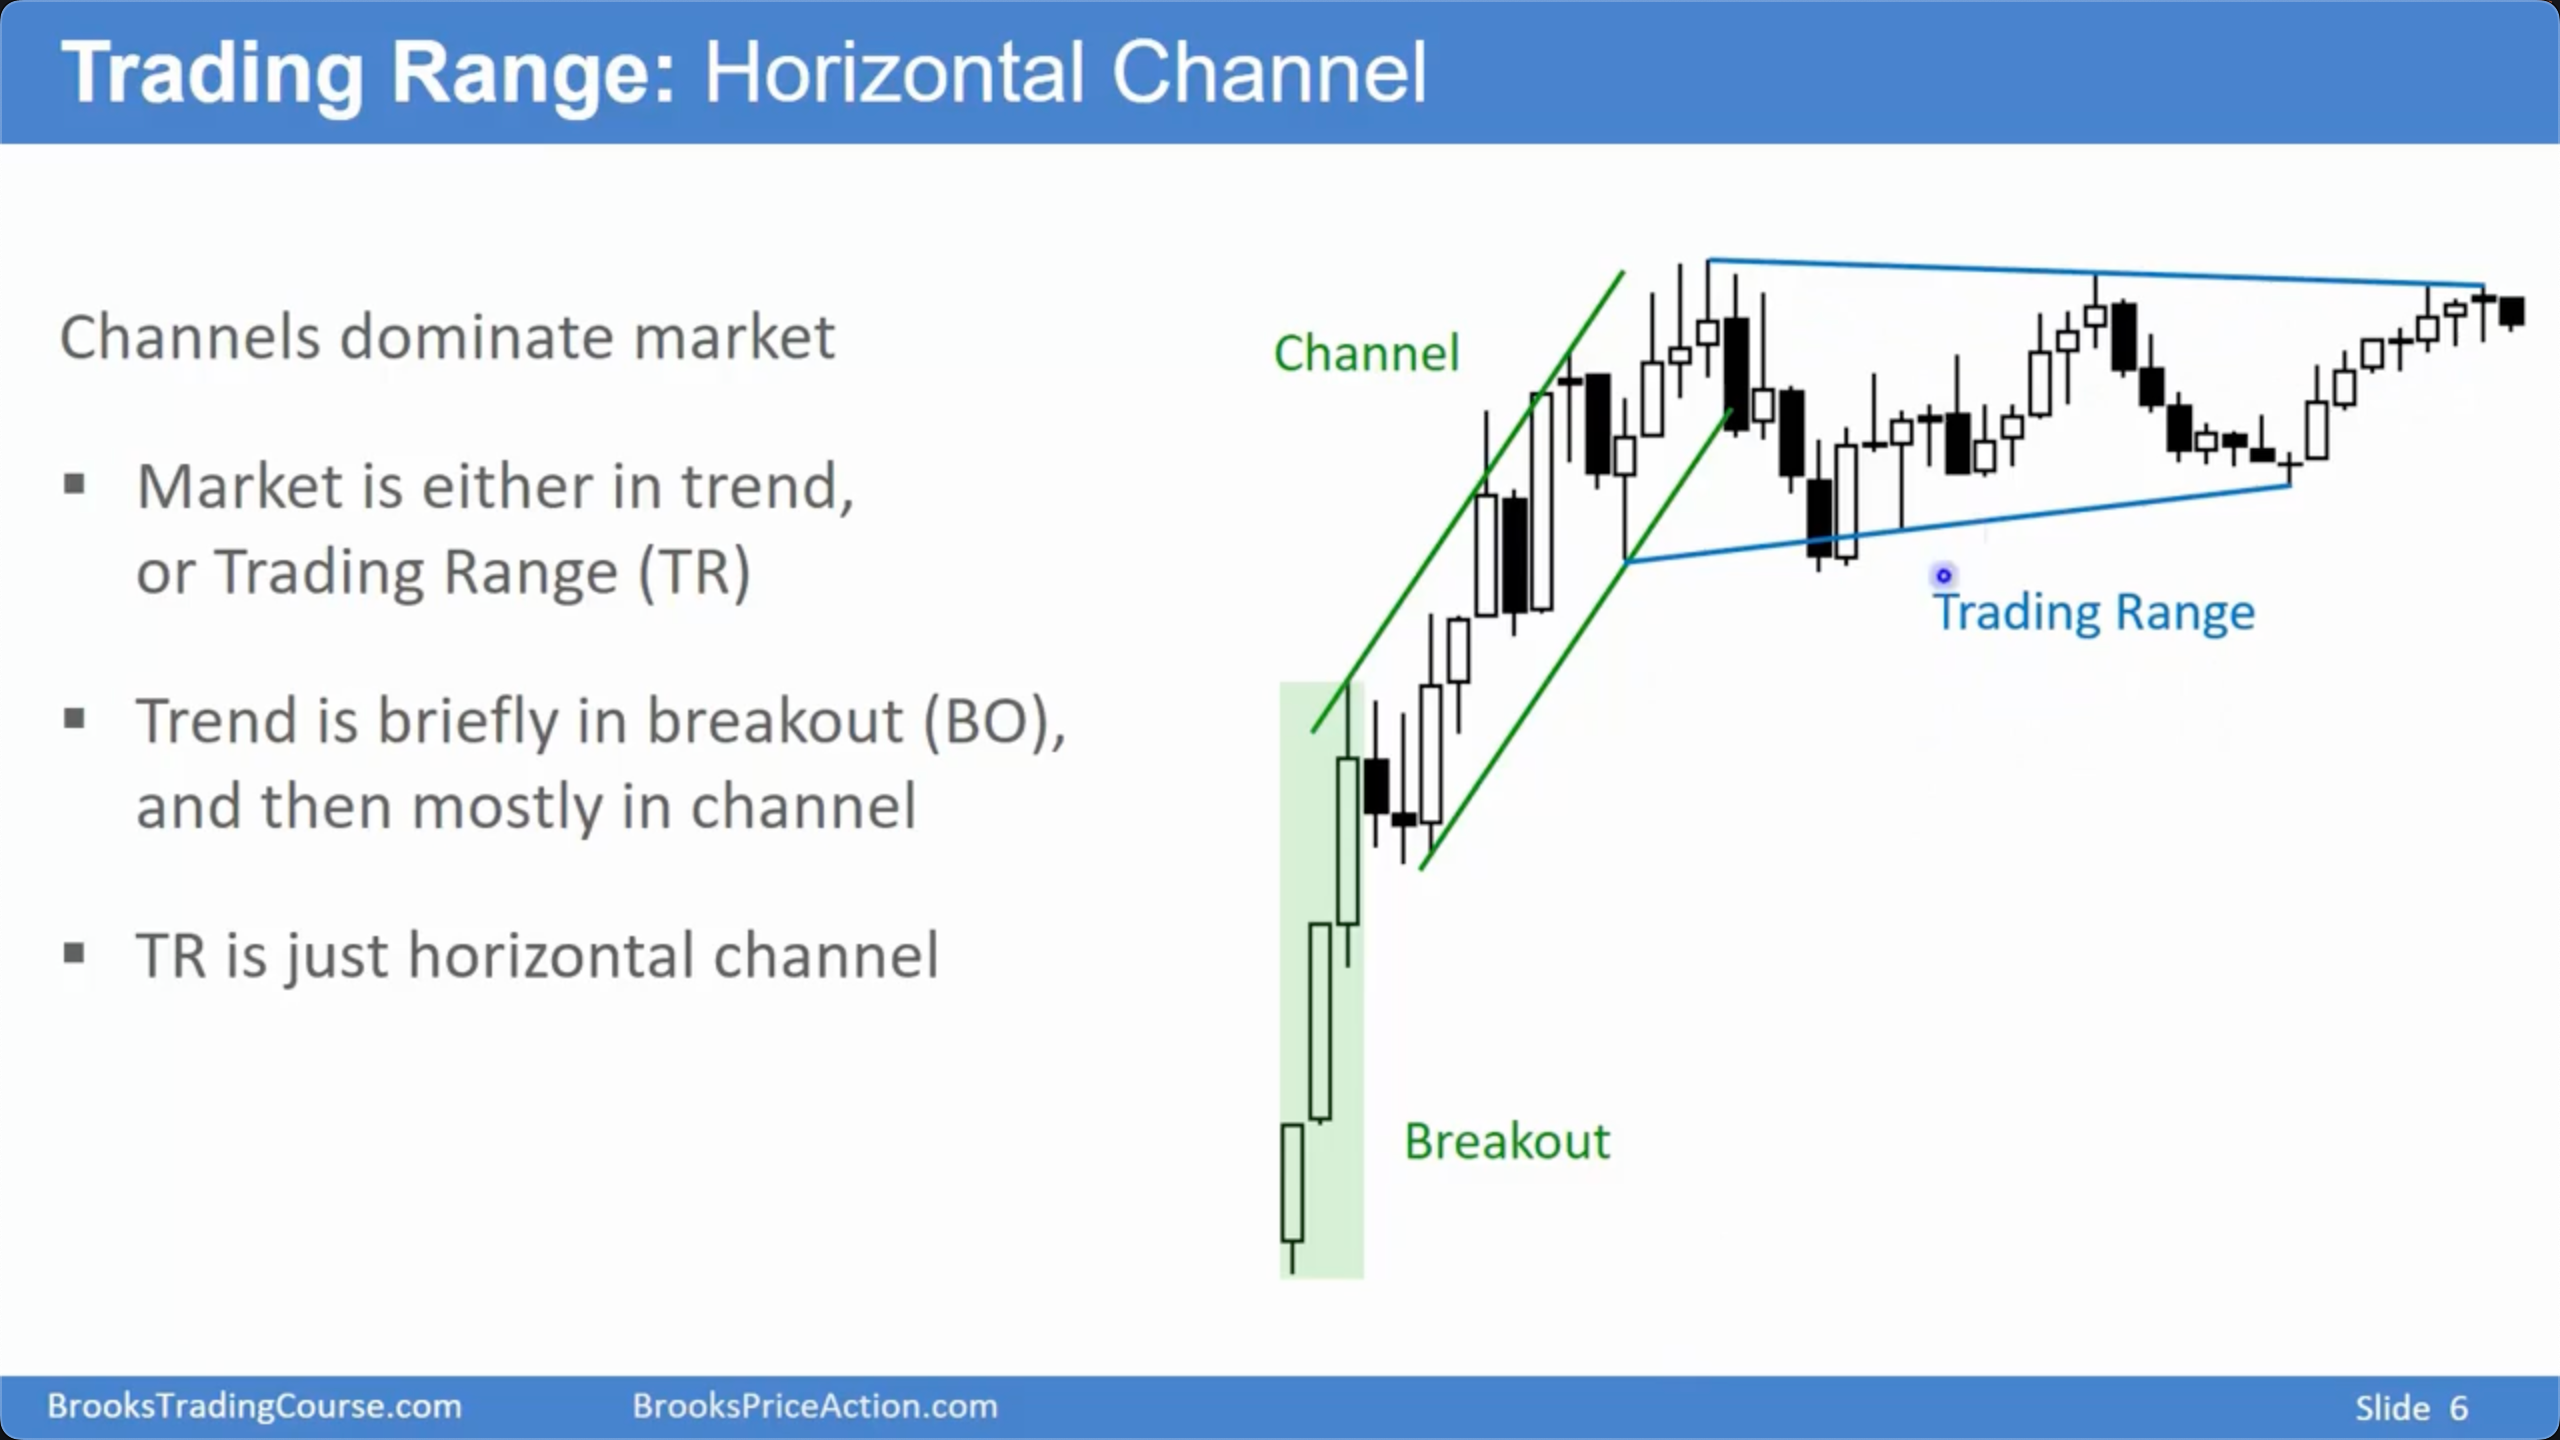 Trading Range: Horizontal Channel
Channels dominate market
▪ Market is either in trend,
or Trading Range (TR)
▪ Trend is briefly in breakout (BO),
and then mostly in channel
▪ TR is just horizontal channel
Channel
Trading Range
Breakout
BrooksTradingCourse.com
BrooksPriceAction.com
Slide 6